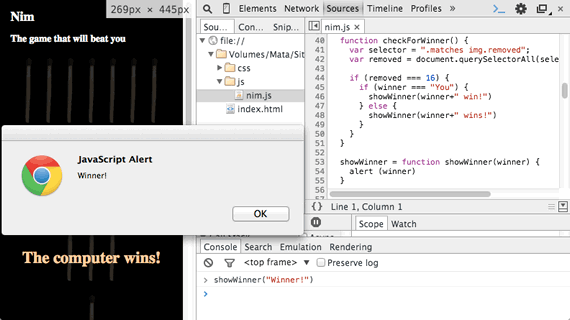 269px × 445px
Elements Network Sources Timeline Profiles »
Nim
The game that will beat you
Sou... Con... Snip...
file://
Volumes/Mata/Sit
css
js
nim.js
index.html
nim.js ×
40 function checkForWinner() {
41 var selector = ".matches img.removed";
42 var removed = document.querySelectorAll(sele
43
44 if (removed === 16) {
45 if (winner === "You") {
46 showWinner(winner+" win!")
47 } else {
48 showWinner(winner+" wins!")
49 }
50 }
51 }
52
53 showWinner = function showWinner(winner) {
54 alert (winner)
55 }
56
{} Line 1, Column 1
Scope Watch
JavaScript Alert
Winner!
OK
The computer wins!
Console Search Emulation Rendering
<top frame> Preserve log
> showWinner("Winner!")
>